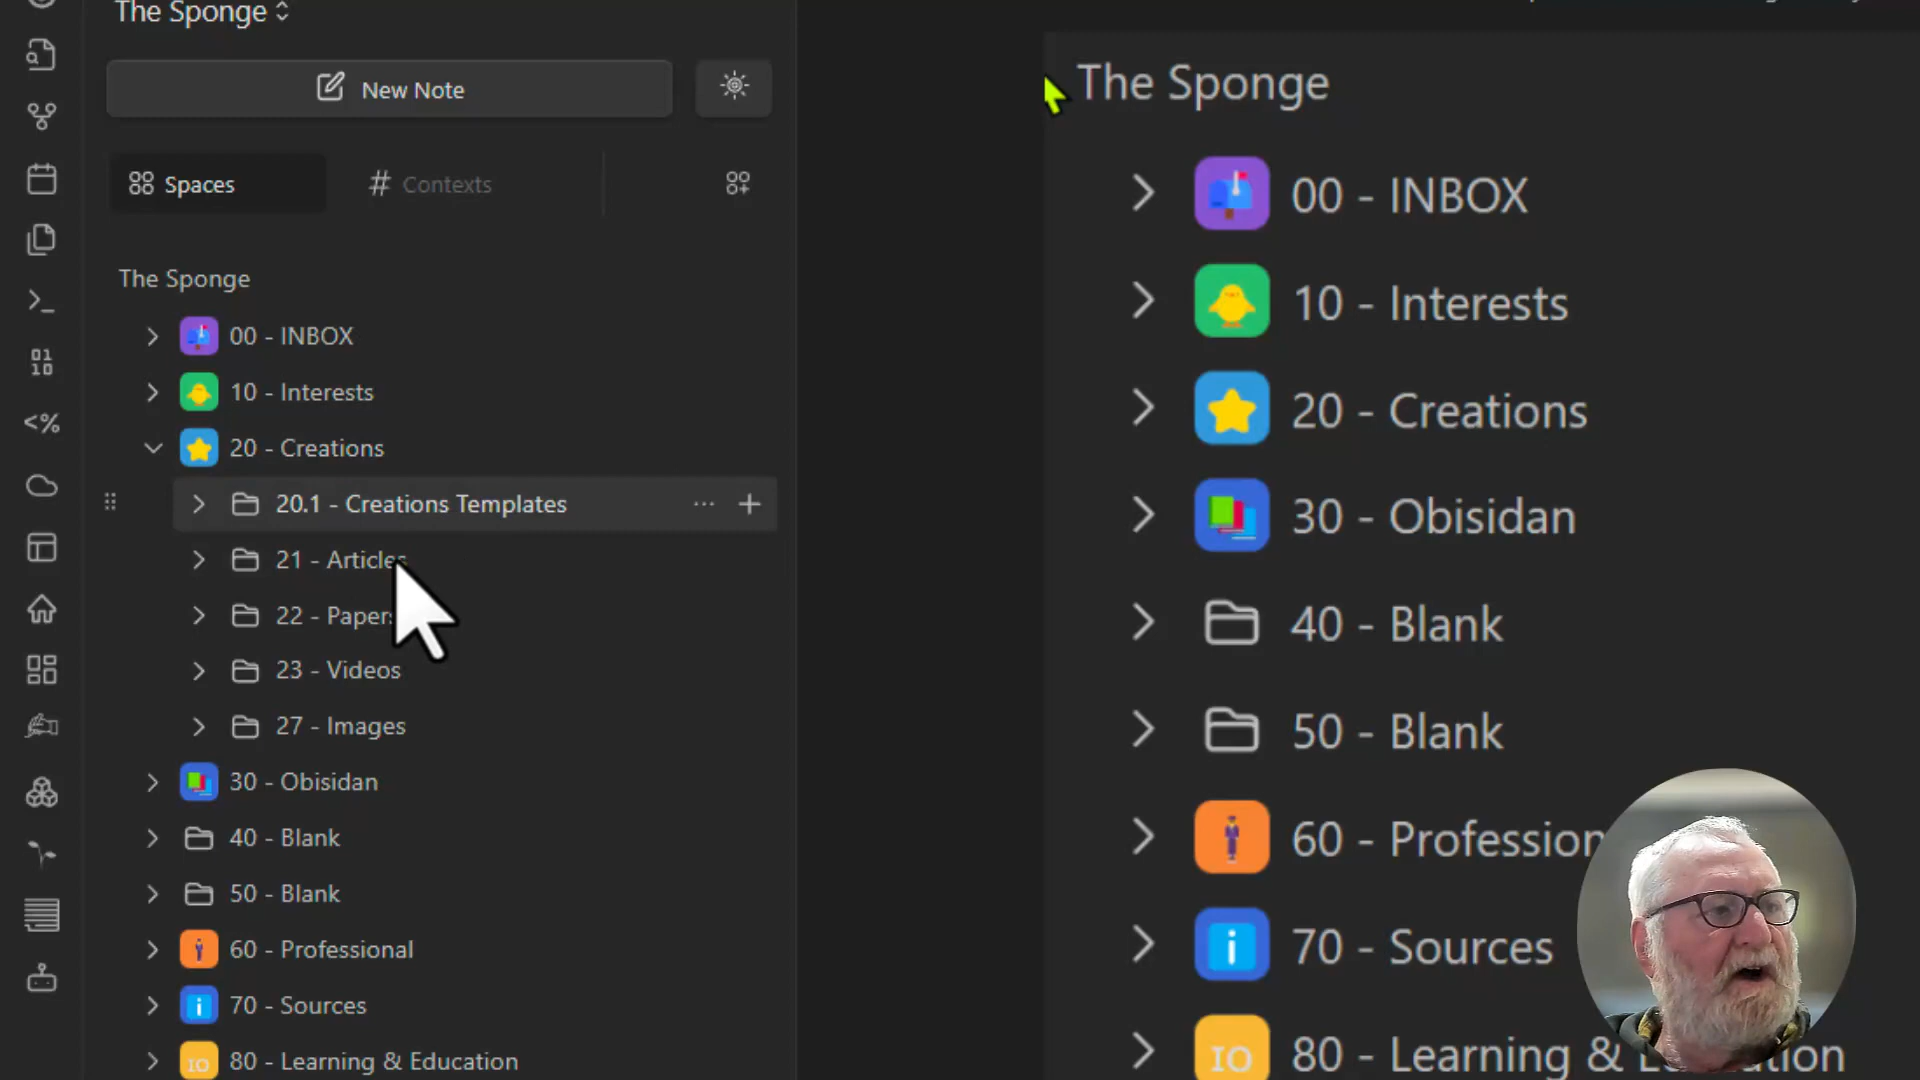 The Sponge
New Note
Spaces
# Contexts
The Sponge
00 - INBOX
10 - Interests
20 - Creations
20.1 - Creations Templates
21 - Articles
22 - Papers
23 - Videos
27 - Images
30 - Obisidan
40 - Blank
50 - Blank
60 - Professional
70 - Sources
80 - Learning & Education
The Sponge
00 - INBOX
10 - Interests
20 - Creations
30 - Obisidan
40 - Blank
50 - Blank
60 - Profession
70 - Sources
80 - Learning & Education